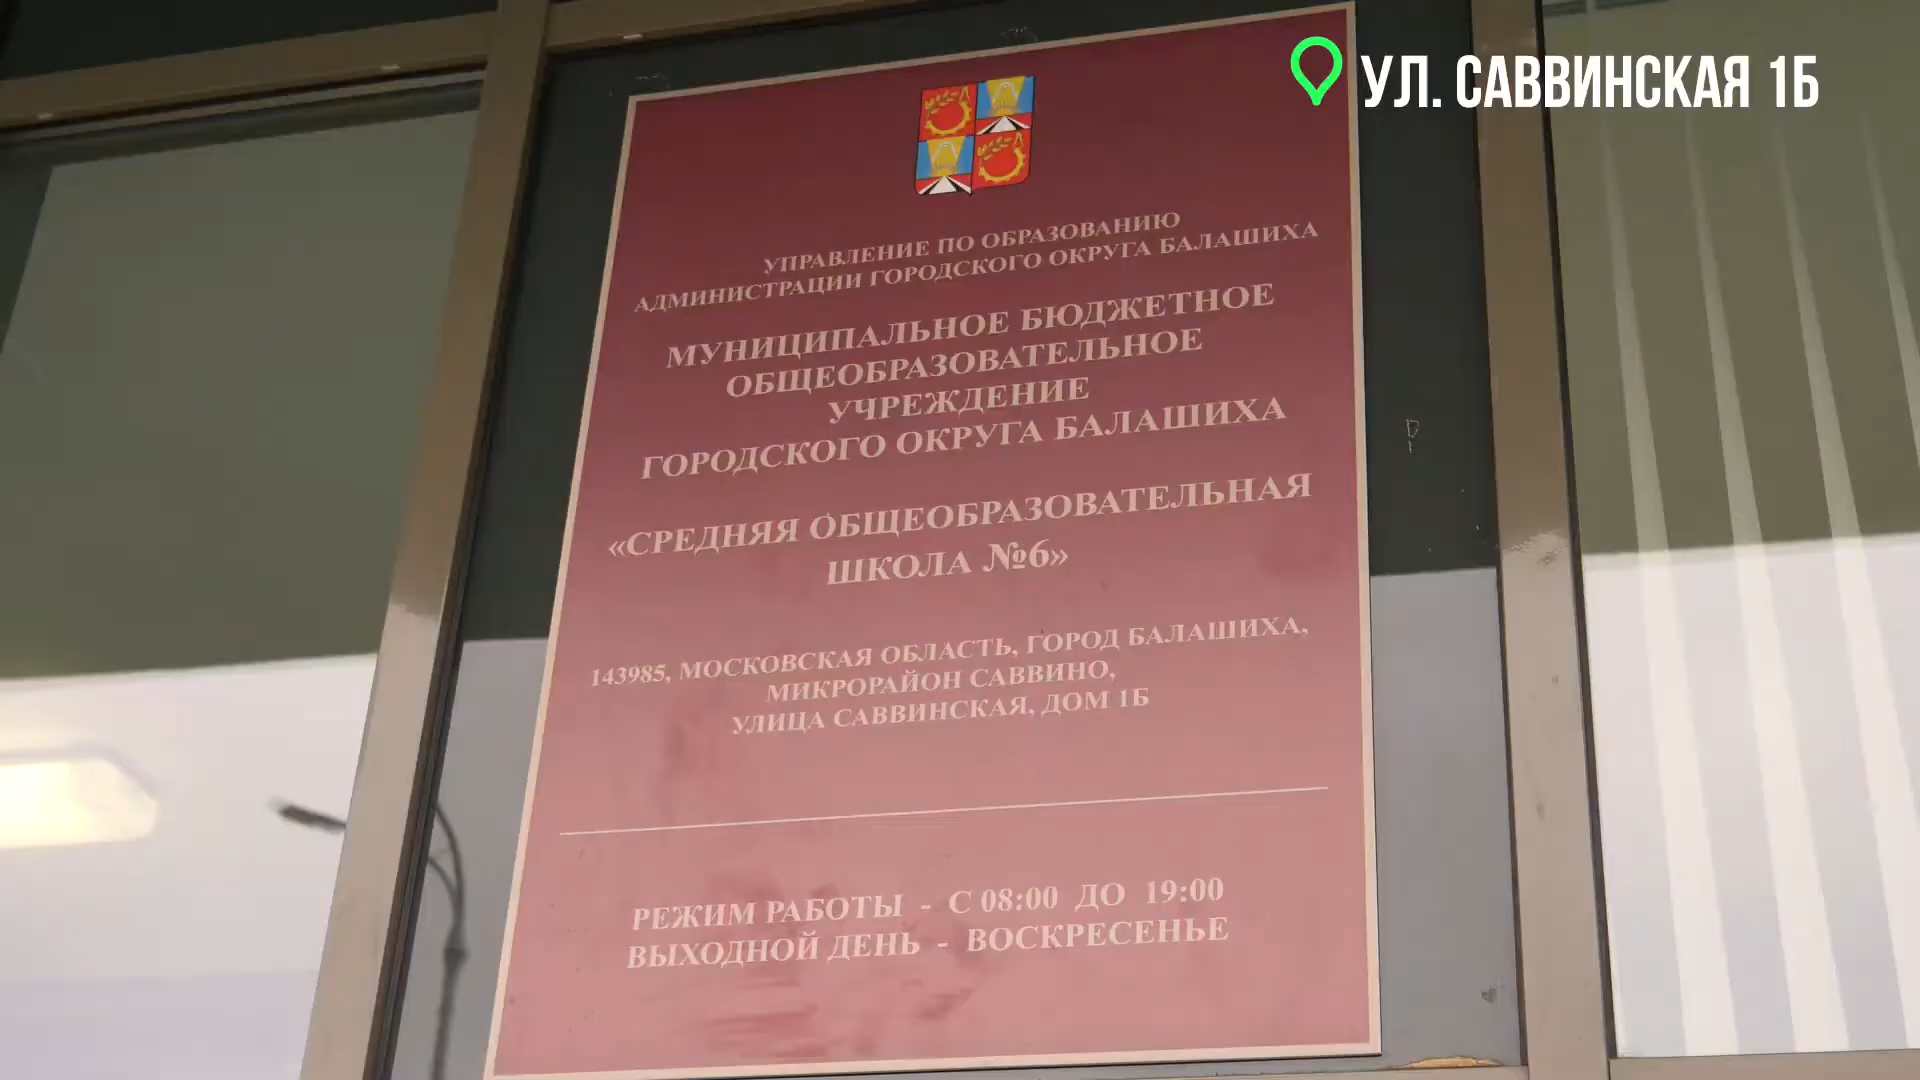 УЛ. САВВИНСКАЯ 1Б
УПРАВЛЕНИЕ ПО ОБРАЗОВАНИЮ
АДМИНИСТРАЦИИ ГОРОДСКОГО ОКРУГА БАЛАШИХА
МУНИЦИПАЛЬНОЕ БЮДЖЕТНОЕ
ОБЩЕОБРАЗОВАТЕЛЬНОЕ
УЧРЕЖДЕНИЕ
ГОРОДСКОГО ОКРУГА БАЛАШИХА
«СРЕДНЯЯ ОБЩЕОБРАЗОВАТЕЛЬНАЯ
ШКОЛА №6»
143985, МОСКОВСКАЯ ОБЛАСТЬ, ГОРОД БАЛАШИХА,
МИКРОРАЙОН САВВИНО,
УЛИЦА САВВИНСКАЯ, ДОМ 1Б
РЕЖИМ РАБОТЫ - С 08:00 ДО 19:00
ВЫХОДНОЙ ДЕНЬ - ВОСКРЕСЕНЬЕ